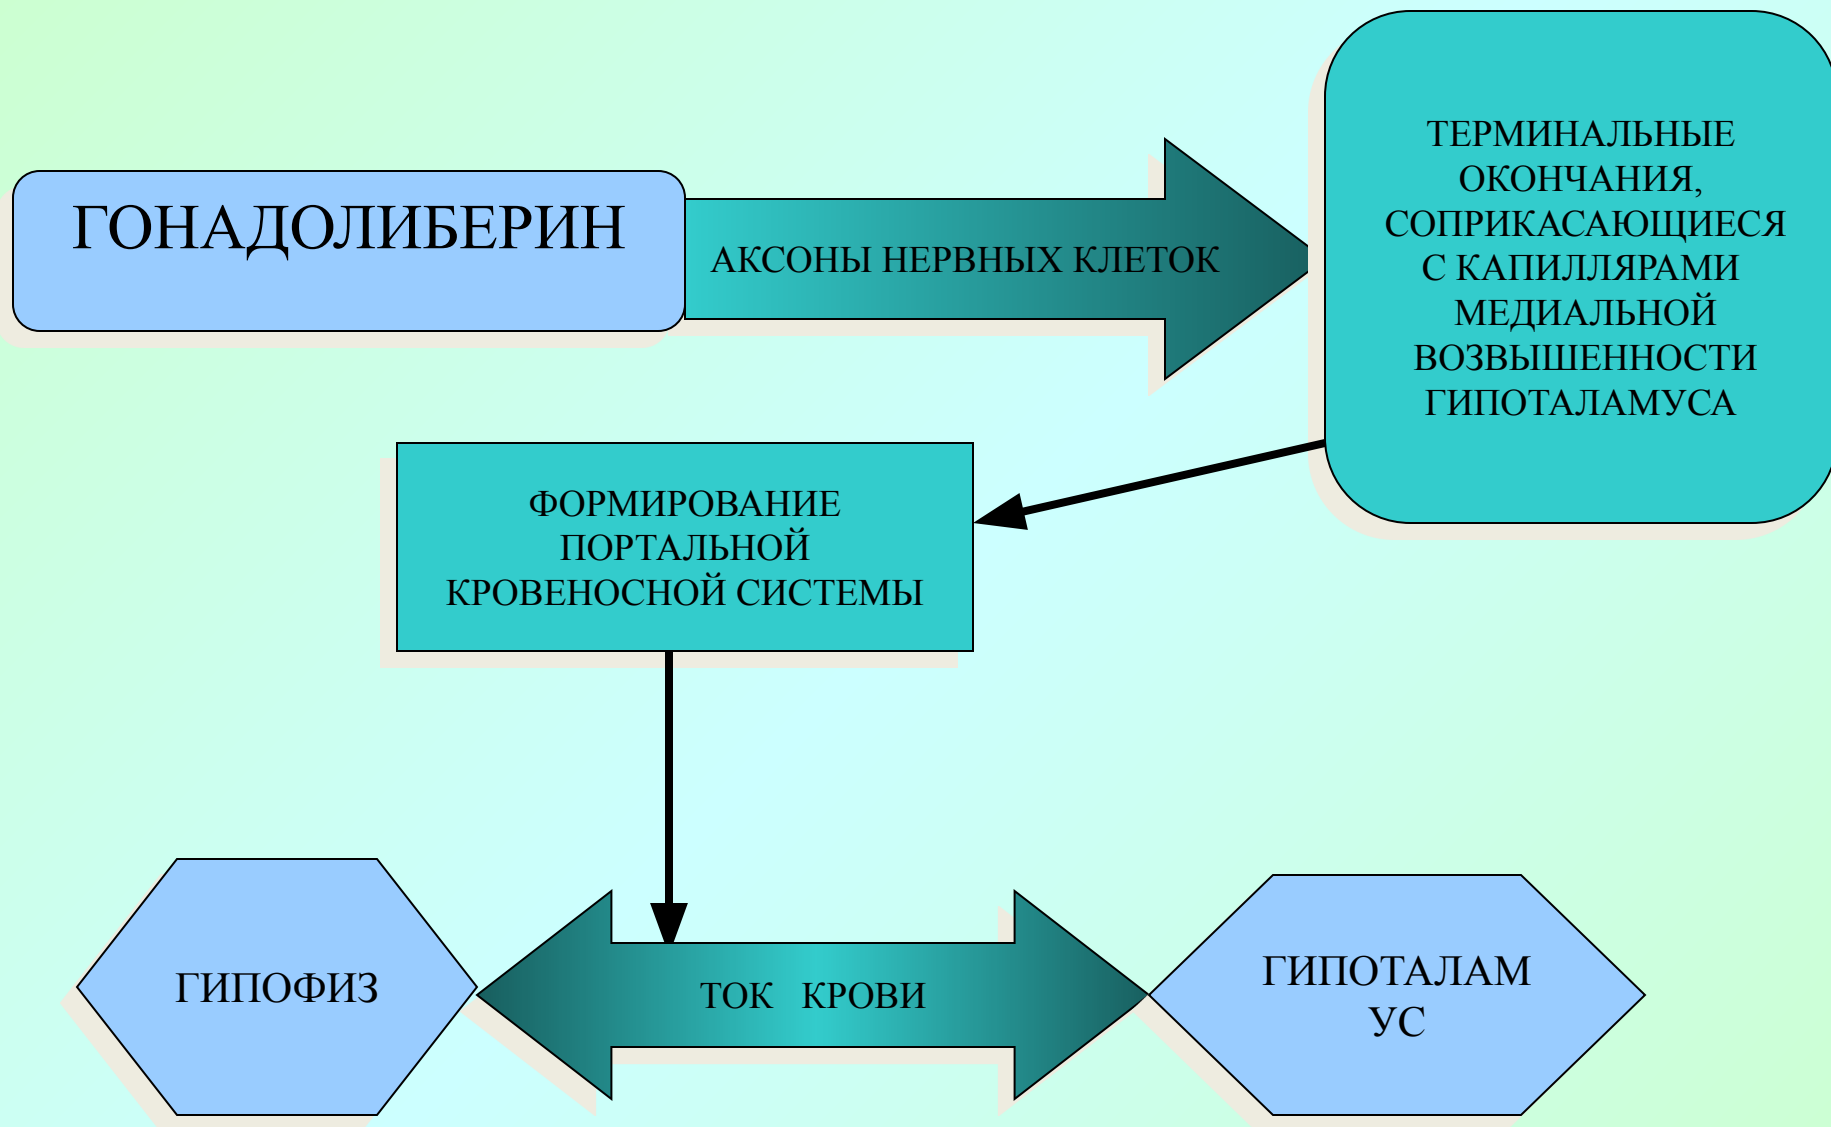 ГОНАДОЛИБЕРИН
АКСОНЫ НЕРВНЫХ КЛЕТОК
ТЕРМИНАЛЬНЫЕ
ОКОНЧАНИЯ,
СОПРИКАСАЮЩИЕСЯ
С КАПИЛЛЯРАМИ
МЕДИАЛЬНОЙ
ВОЗВЫШЕННОСТИ
ГИПОТАЛАМУСА
ФОРМИРОВАНИЕ
ПОРТАЛЬНОЙ
КРОВЕНОСНОЙ СИСТЕМЫ
ГИПОФИЗ
ТОК КРОВИ
ГИПОТАЛАМ
УС